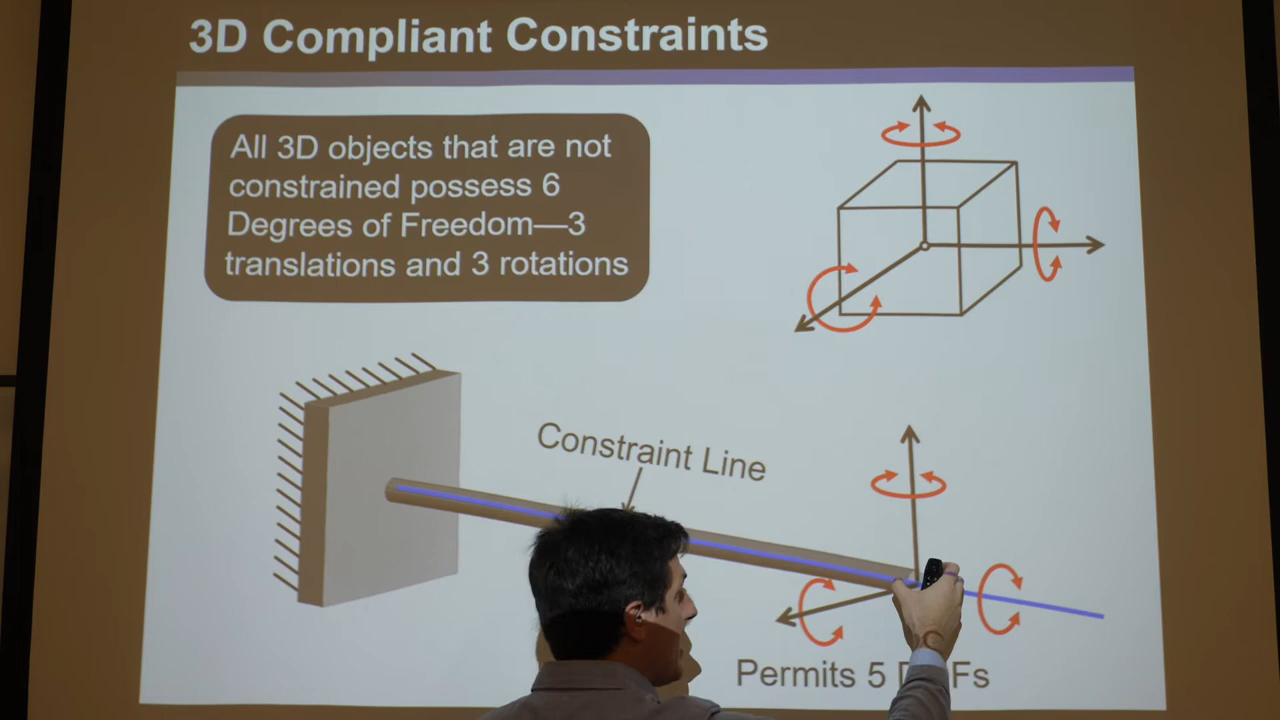 3D Compliant Constraints
All 3D objects that are not
constrained possess 6
Degrees of Freedom—3
translations and 3 rotations
Constraint Line
Permits 5